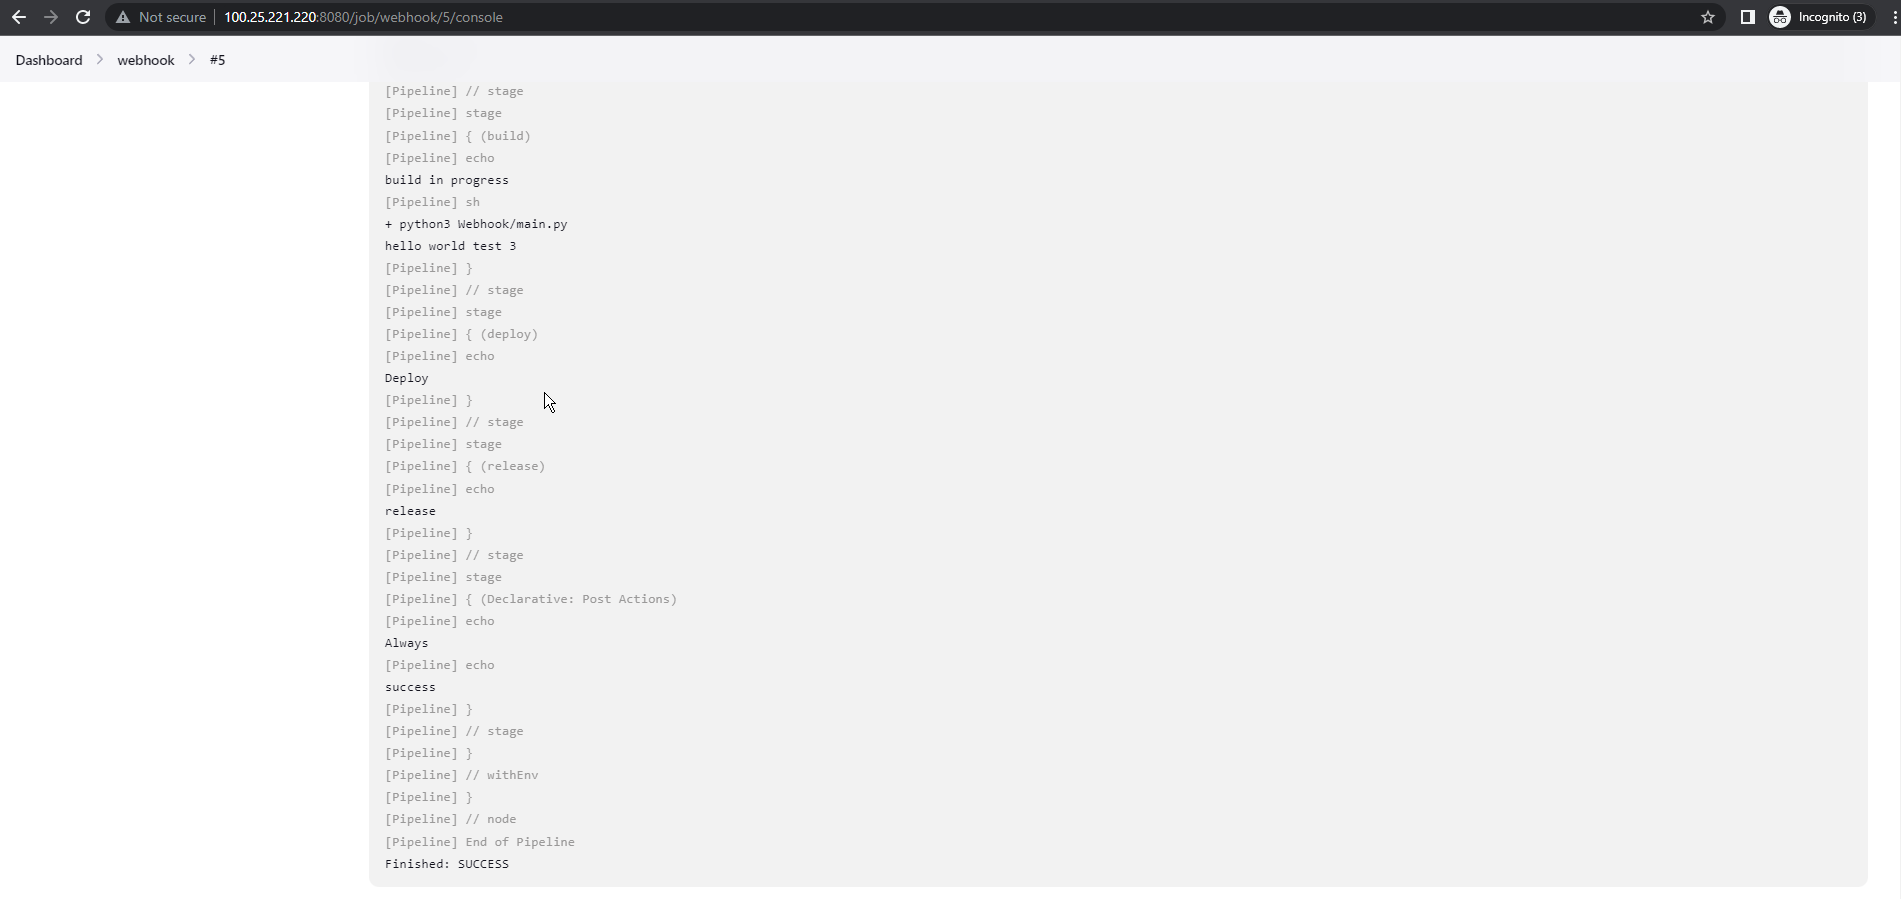 Not secure 100.25.221.220:8080/job/webhook/5/console Incognito (3)
Dashboard webhook #5
[Pipeline] // stage
[Pipeline] stage
[Pipeline] { (build)
[Pipeline] echo
build in progress
[Pipeline] sh
+ python3 Webhook/main.py
hello world test 3
[Pipeline] }
[Pipeline] // stage
[Pipeline] stage
[Pipeline] { (deploy)
[Pipeline] echo
Deploy
[Pipeline] }
[Pipeline] // stage
[Pipeline] stage
[Pipeline] { (release)
[Pipeline] echo
release
[Pipeline] }
[Pipeline] // stage
[Pipeline] stage
[Pipeline] { (Declarative: Post Actions)
[Pipeline] echo
Always
[Pipeline] echo
success
[Pipeline] }
[Pipeline] // stage
[Pipeline] }
[Pipeline] // withEnv
[Pipeline] }
[Pipeline] // node
[Pipeline] End of Pipeline
Finished: SUCCESS